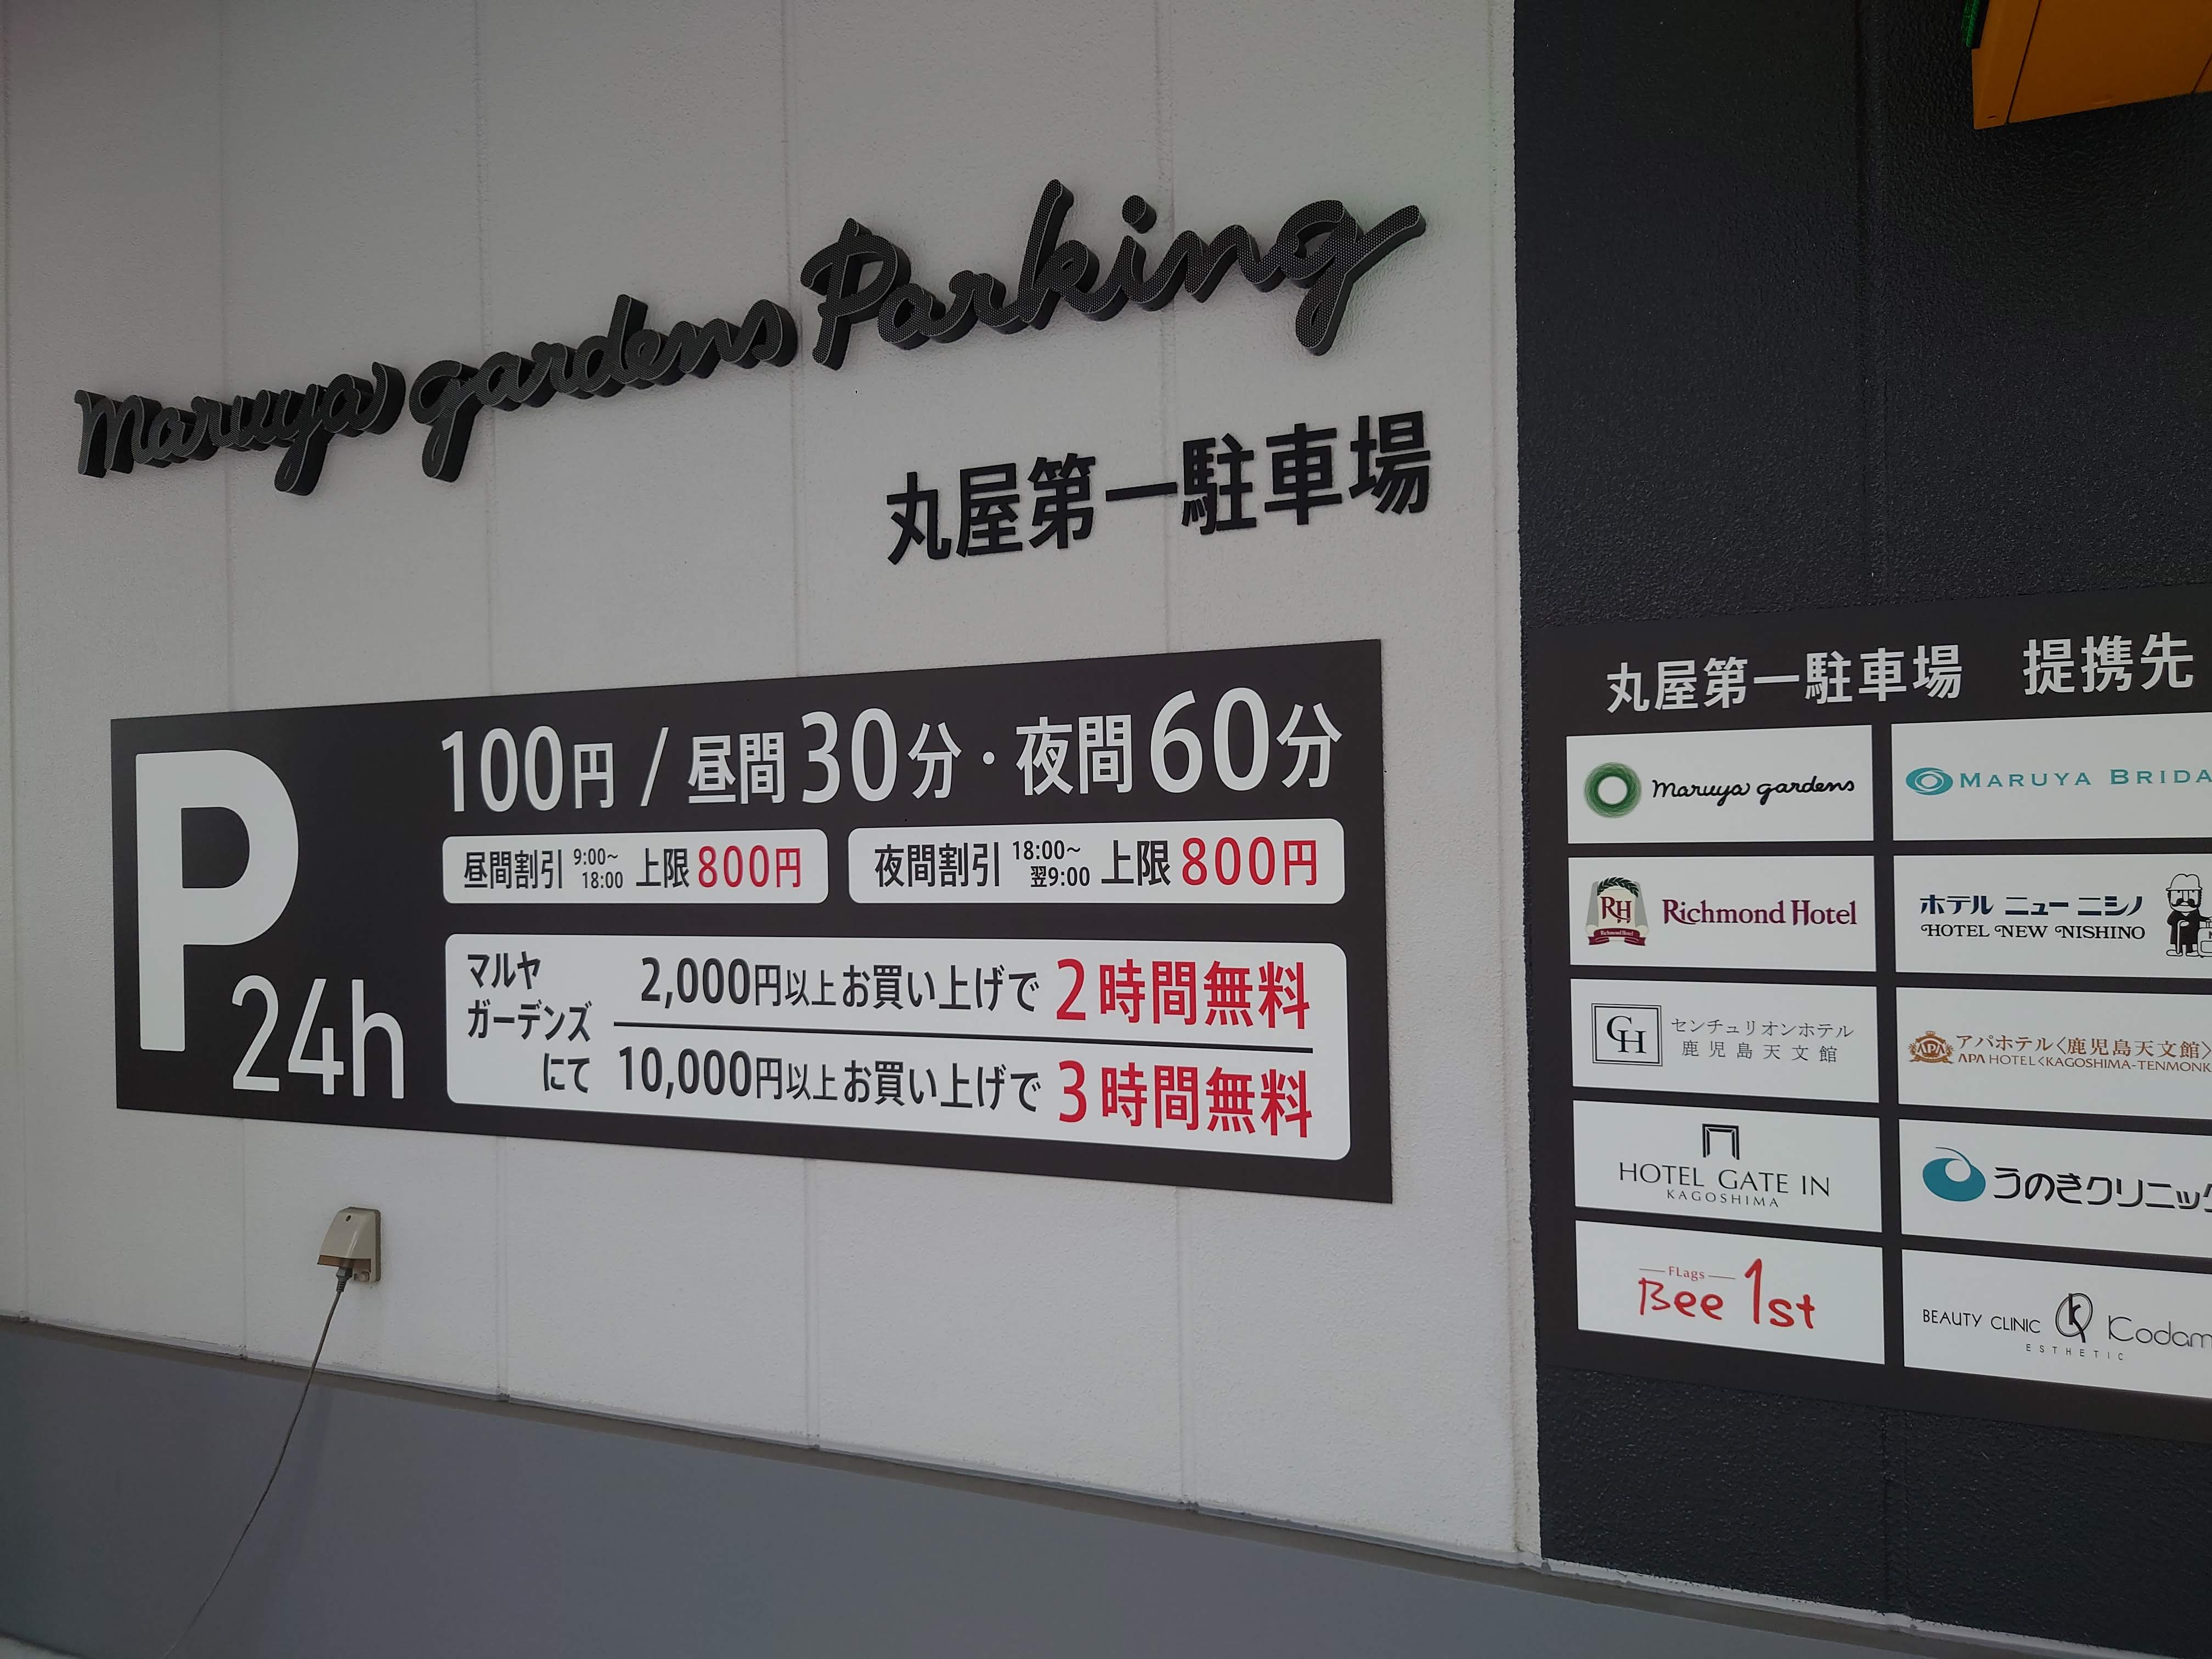 maruya gardens Parking
丸屋第一駐車場
P 24h
100円 / 昼間30分・夜間60分
昼間割引 9:00~18:00 上限800円
夜間割引 18:00~翌9:00 上限800円
マルヤガーデンズにて
2,000円以上お買い上げで 2時間無料
10,000円以上お買い上げで 3時間無料
丸屋第一駐車場 提携先
maruya gardens
MARUYA BRIDA
RH
Richmond Hotel
Richmond Hotel
ホテル ニュー ニシノ
HOTEL NEW NISHINO
CH
センチュリオンホテル
鹿児島天文館
APA
アパホテル〈鹿児島天文館〉
APA HOTEL〈KAGOSHIMA-TENMONK
HOTEL GATE IN
KAGOSHIMA
うのきクリニック
FLags
Bee 1st
BEAUTY CLINIC K Kodam
ESTHETIC